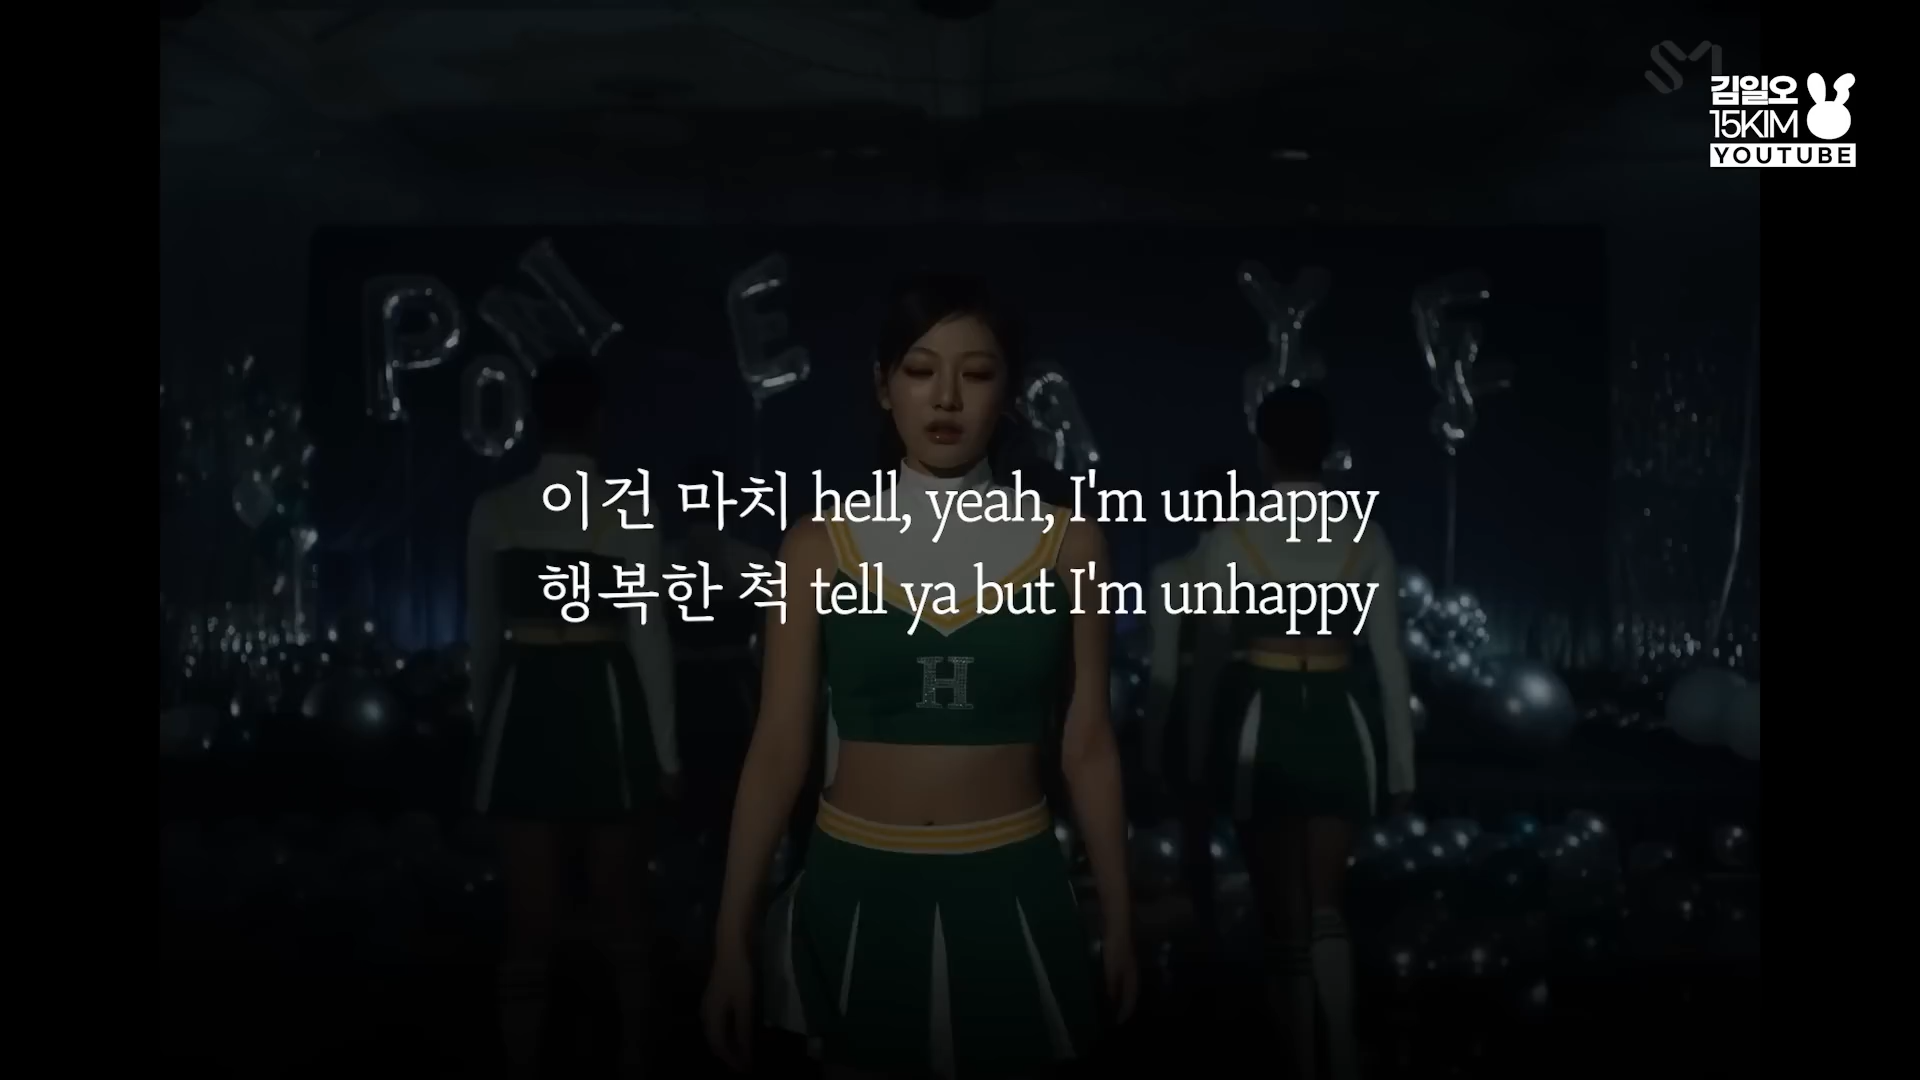 SM
김일오
15KIM
YOUTUBE
P O N E P Y F
이건 마치 hell, yeah, I'm unhappy
행복한 척 tell ya but I'm unhappy
H